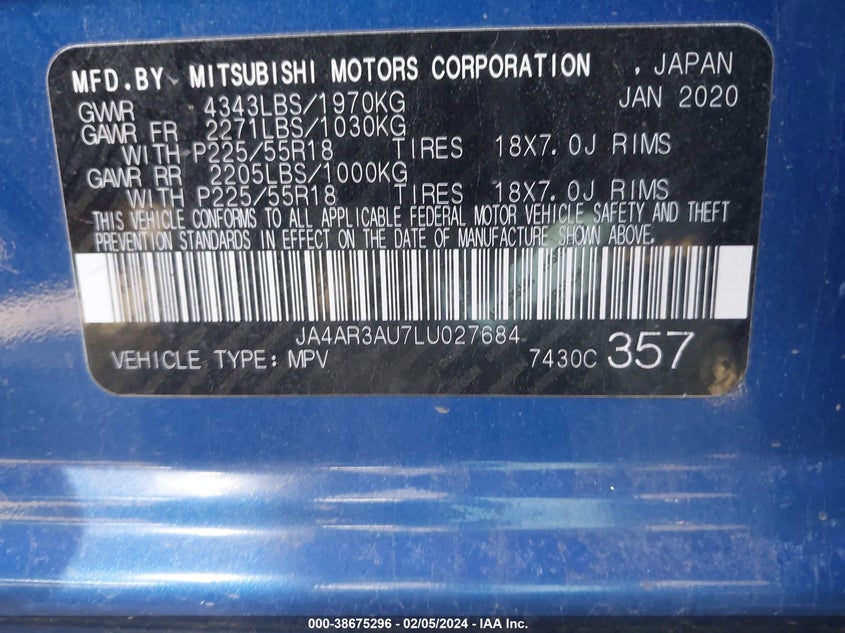 MFD.BY MITSUBISHI MOTORS CORPORATION , JAPAN
GVWR 4343LBS/1970KG JAN 2020
GAWR FR 2271LBS/1030KG
WITH P225/55R18 TIRES 18X7.0J RIMS
GAWR RR 2205LBS/1000KG
WITH P225/55R18 TIRES 18X7.0J RIMS
THIS VEHICLE CONFORMS TO ALL APPLICABLE FEDERAL MOTOR VEHICLE SAFETY AND THEFT
PREVENTION STANDARDS IN EFFECT ON THE DATE OF MANUFACTURE SHOWN ABOVE.
JA4AR3AU7LU027684
VEHICLE TYPE: MPV 7430C 357
000-38675296 - 02/05/2024 - IAAI.com